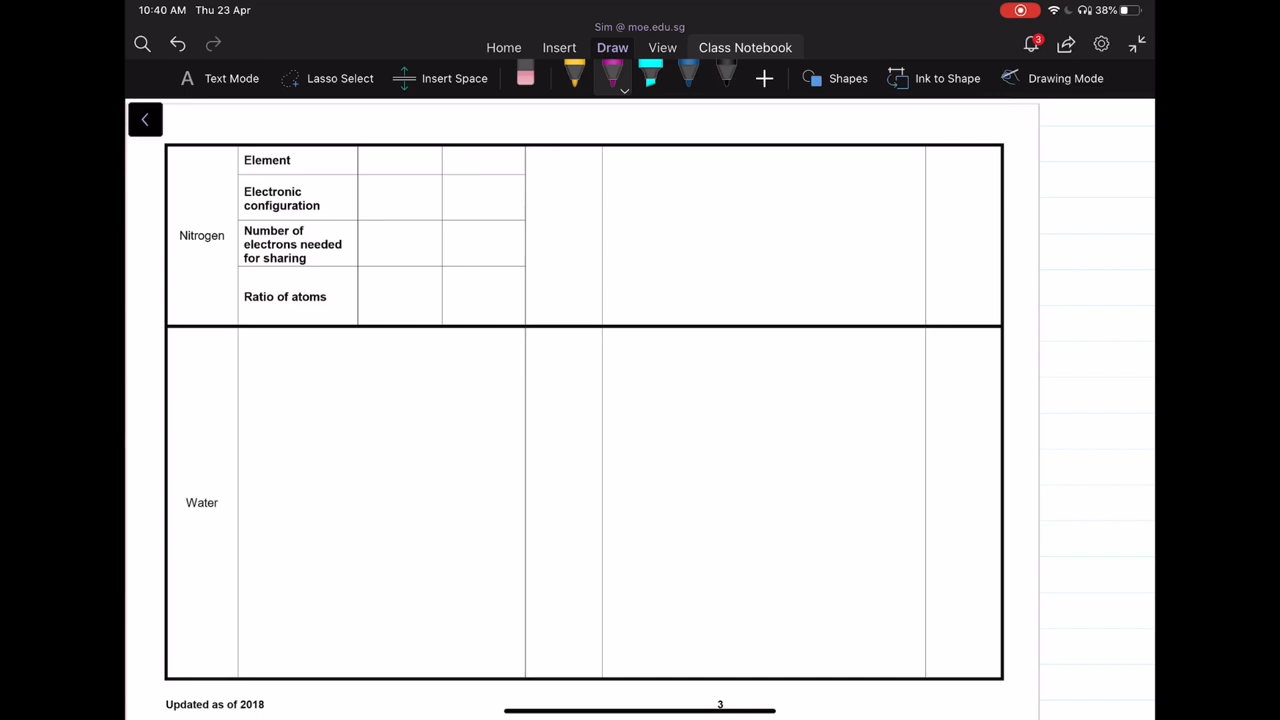 10:40 AM Thu 23 Apr
38%
Sim @ moe.edu.sg
Home Insert Draw View Class Notebook
3
Text Mode Lasso Select Insert Space Shapes Ink to Shape Drawing Mode
Element
Electronic
configuration
Nitrogen
Number of
electrons needed
for sharing
Ratio of atoms
Water
Updated as of 2018
3